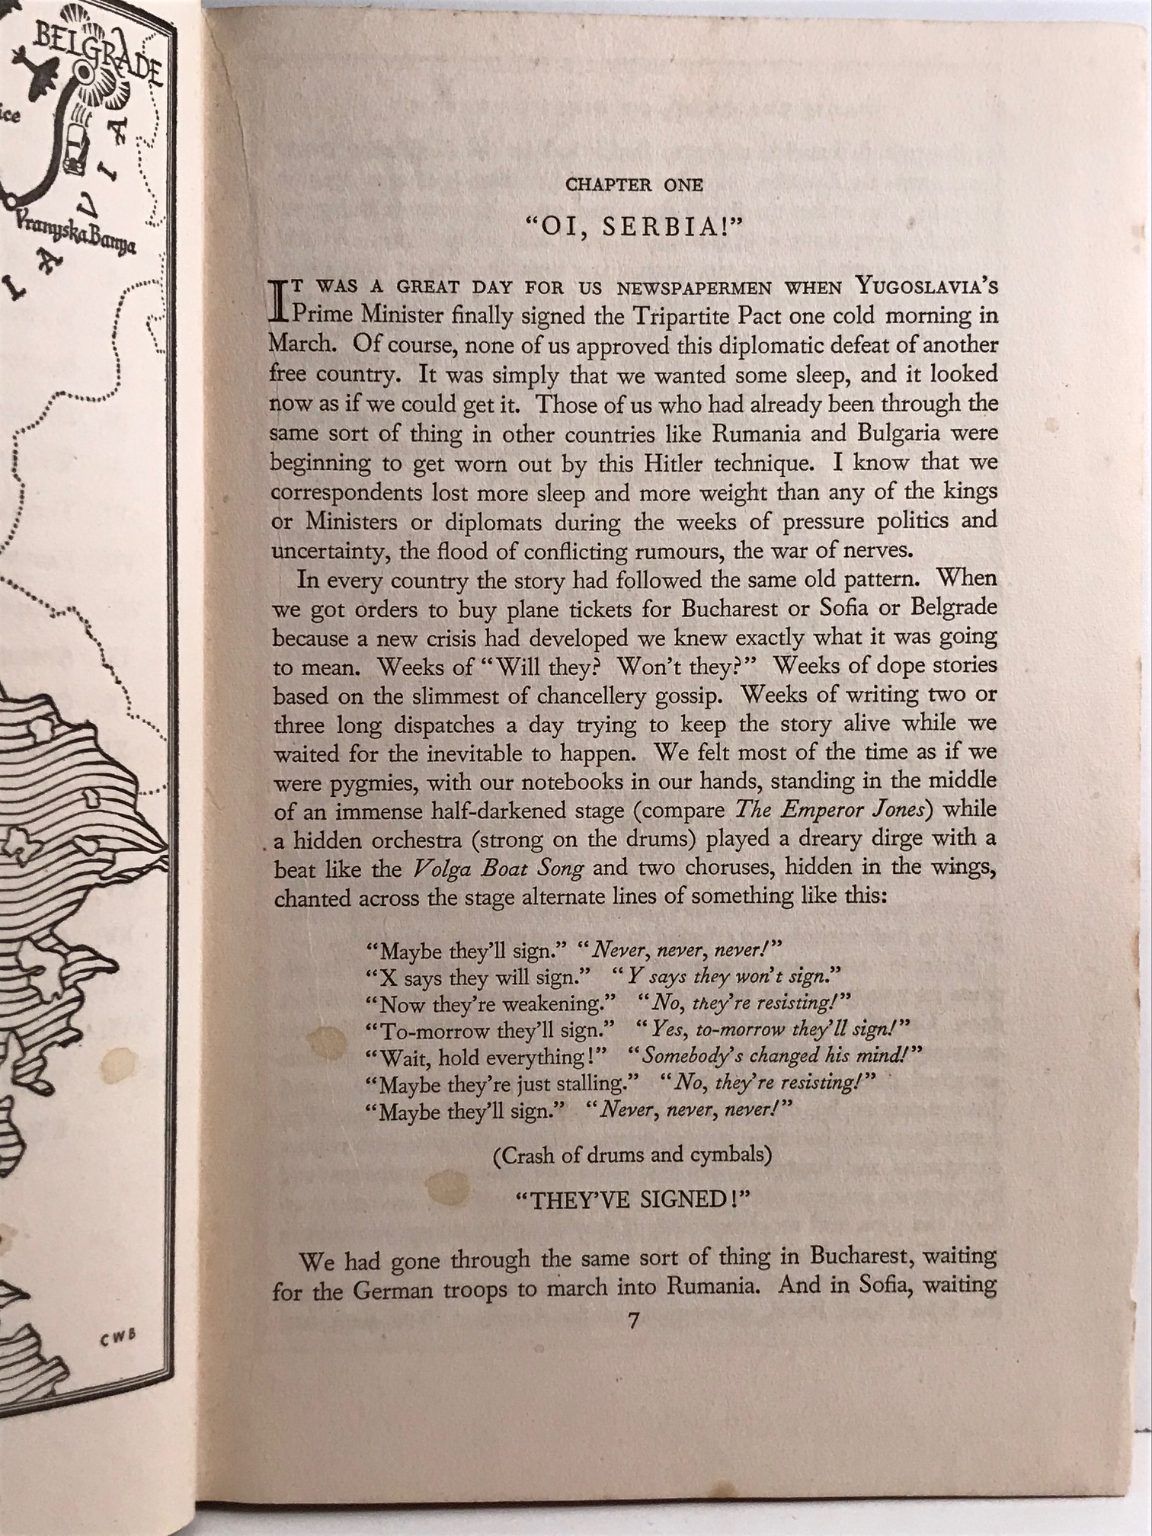 BELGRADE
ice
Vranyska Banya
I A V I A
CWB
CHAPTER ONE
“OI, SERBIA!”
IT WAS A GREAT DAY FOR US NEWSPAPERMEN WHEN YUGOSLAVIA’S
Prime Minister finally signed the Tripartite Pact one cold morning in
March. Of course, none of us approved this diplomatic defeat of another
free country. It was simply that we wanted some sleep, and it looked
now as if we could get it. Those of us who had already been through the
same sort of thing in other countries like Rumania and Bulgaria were
beginning to get worn out by this Hitler technique. I know that we
correspondents lost more sleep and more weight than any of the kings
or Ministers or diplomats during the weeks of pressure politics and
uncertainty, the flood of conflicting rumours, the war of nerves.
In every country the story had followed the same old pattern. When
we got orders to buy plane tickets for Bucharest or Sofia or Belgrade
because a new crisis had developed we knew exactly what it was going
to mean. Weeks of “Will they? Won’t they?” Weeks of dope stories
based on the slimmest of chancellery gossip. Weeks of writing two or
three long dispatches a day trying to keep the story alive while we
waited for the inevitable to happen. We felt most of the time as if we
were pygmies, with our notebooks in our hands, standing in the middle
of an immense half-darkened stage (compare The Emperor Jones) while
a hidden orchestra (strong on the drums) played a dreary dirge with a
beat like the Volga Boat Song and two choruses, hidden in the wings,
chanted across the stage alternate lines of something like this:
“Maybe they’ll sign.” “Never, never, never!”
“X says they will sign.” “Y says they won’t sign.”
“Now they’re weakening.” “No, they’re resisting!”
“To-morrow they’ll sign.” “Yes, to-morrow they’ll sign!”
“Wait, hold everything!” “Somebody’s changed his mind!”
“Maybe they’re just stalling.” “No, they’re resisting!”
“Maybe they’ll sign.” “Never, never, never!”
(Crash of drums and cymbals)
“THEY’VE SIGNED!”
We had gone through the same sort of thing in Bucharest, waiting
for the German troops to march into Rumania. And in Sofia, waiting
7